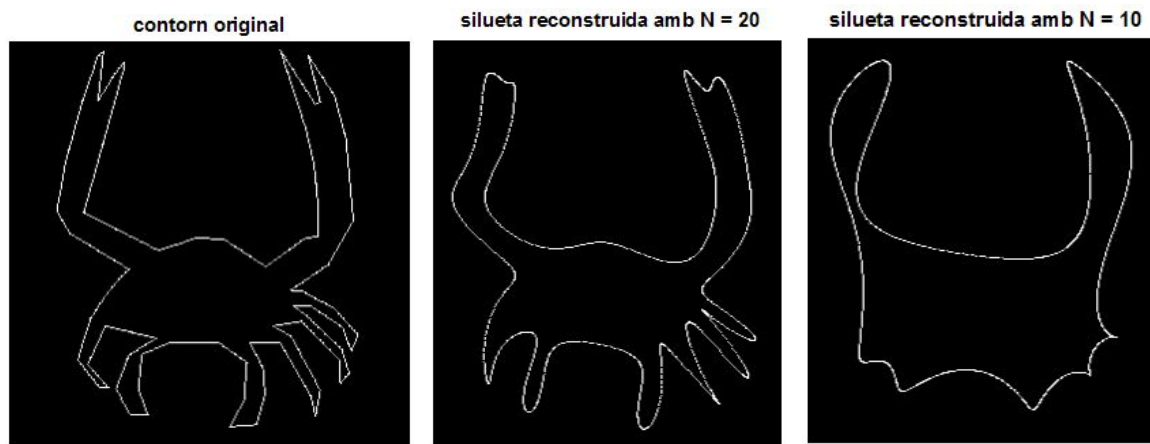 contorn original
silueta reconstruida amb N = 20
silueta reconstruida amb N = 10